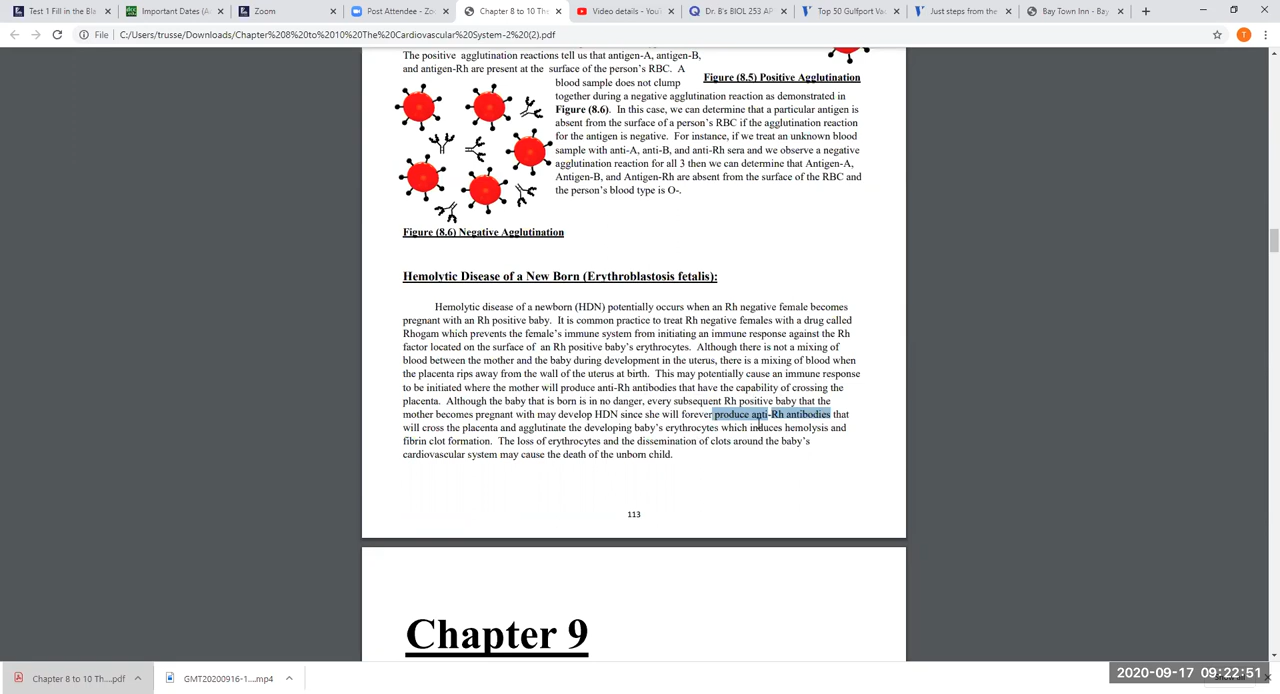 Test 1 Fill in the Bla
Important Dates (A
Zoom
Post Attendee - Zo
Chapter 8 to 10 Th
Video details - You
Dr. B's BIOL 253 AP
Top 50 Gulfport Va
Just steps from the
Bay Town Inn - Bay
File
C:/Users/trusse/Downloads/Chapter%208%20to%2010%20The%20Cardiovascular%20System-2%20(2).pdf
T
The positive agglutination reactions tell us that antigen-A, antigen-B,
and antigen-Rh are present at the surface of the person's RBC. A
Figure (8.5) Positive Agglutination
blood sample does not clump
together during a negative agglutination reaction as demonstrated in
Figure (8.6). In this case, we can determine that a particular antigen is
absent from the surface of a person's RBC if the agglutination reaction
for the antigen is negative. For instance, if we treat an unknown blood
sample with anti-A, anti-B, and anti-Rh sera and we observe a negative
agglutination reaction for all 3 then we can determine that Antigen-A,
Antigen-B, and Antigen-Rh are absent from the surface of the RBC and
the person's blood type is O-.
Figure (8.6) Negative Agglutination
Hemolytic Disease of a New Born (Erythroblastosis fetalis):
Hemolytic disease of a newborn (HDN) potentially occurs when an Rh negative female becomes
pregnant with an Rh positive baby. It is common practice to treat Rh negative females with a drug called
Rhogam which prevents the female's immune system from initiating an immune response against the Rh
factor located on the surface of an Rh positive baby's erythrocytes. Although there is not a mixing of
blood between the mother and the baby during development in the uterus, there is a mixing of blood when
the placenta rips away from the wall of the uterus at birth. This may potentially cause an immune response
to be initiated where the mother will produce anti-Rh antibodies that have the capability of crossing the
placenta. Although the baby that is born is in no danger, every subsequent Rh positive baby that the
mother becomes pregnant with may develop HDN since she will forever produce anti-Rh antibodies that
will cross the placenta and agglutinate the developing baby's erythrocytes which induces hemolysis and
fibrin clot formation. The loss of erythrocytes and the dissemination of clots around the baby's
cardiovascular system may cause the death of the unborn child.
113
Chapter 9
Chapter 8 to 10 Th....pdf
GMT20200916-1....mp4
2020-09-17 09:22:51